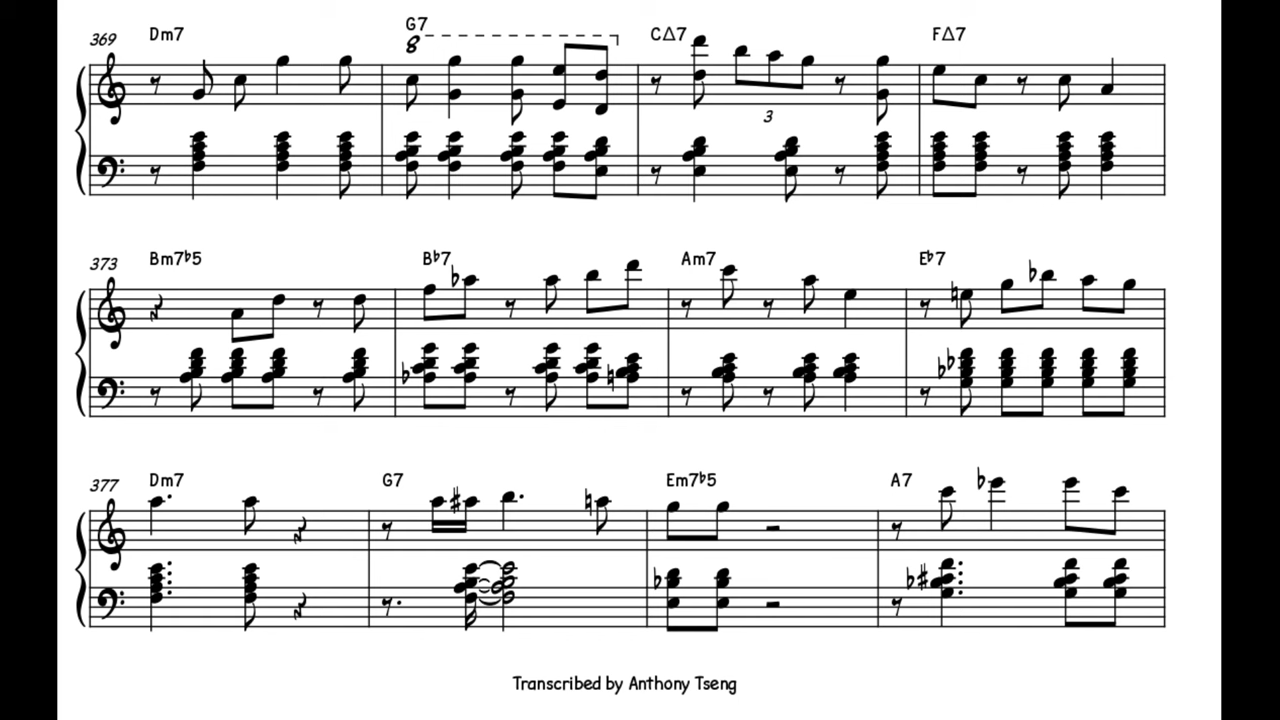 369 Dm7 G7 CΔ7 FΔ7
8
3
373 Bm7♭5 B♭7 Am7 E♭7
377 Dm7 G7 Em7♭5 A7
Transcribed by Anthony Tseng